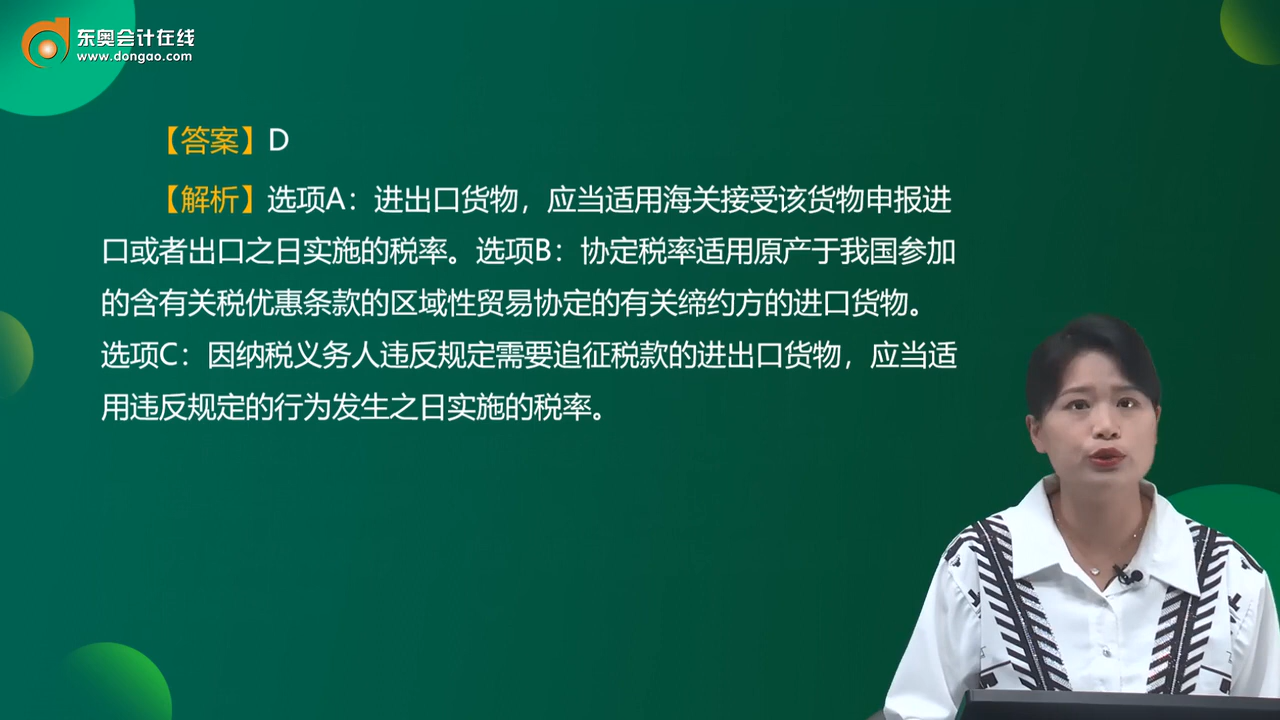 东奥会计在线
www.dongao.com
【答案】D
【解析】选项A：进出口货物，应当适用海关接受该货物申报进
口或者出口之日实施的税率。选项B：协定税率适用原产于我国参加
的含有关税优惠条款的区域性贸易协定的有关缔约方的进口货物。
选项C：因纳税义务人违反规定需要追征税款的进出口货物，应当适
用违反规定的行为发生之日实施的税率。